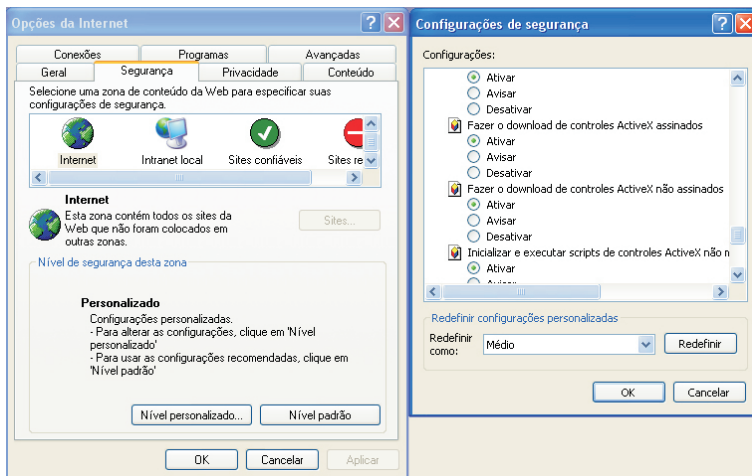 Opções da Internet
Conexões Programas Avançadas
Geral Segurança Privacidade Conteúdo
Selecione uma zona de conteúdo da Web para especificar suas
configurações de segurança.
Internet Intranet local Sites confiáveis Sites re
Internet
Esta zona contém todos os sites da
Web que não foram colocados em
outras zonas.
Sites...
Nível de segurança desta zona
Personalizado
Configurações personalizadas.
- Para alterar as configurações, clique em 'Nível
personalizado'
- Para usar as configurações recomendadas, clique em
'Nível padrão'
Nível personalizado... Nível padrão
OK Cancelar Aplicar
Configurações de segurança
Configurações:
Ativar
Avisar
Desativar
Fazer o download de controles ActiveX assinados
Ativar
Avisar
Desativar
Fazer o download de controles ActiveX não assinados
Ativar
Avisar
Desativar
Inicializar e executar scripts de controles ActiveX não
Ativar
Redefinir configurações personalizadas
Redefinir
como:
Médio
Redefinir
OK Cancelar